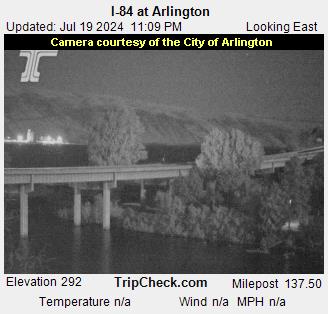 I-84 at Arlington
Updated: Jul 19 2024 11:09 PM Looking East
Camera courtesy of the City of Arlington
Elevation 292 TripCheck.com Milepost 137.50
Temperature n/a Wind n/a MPH n/a